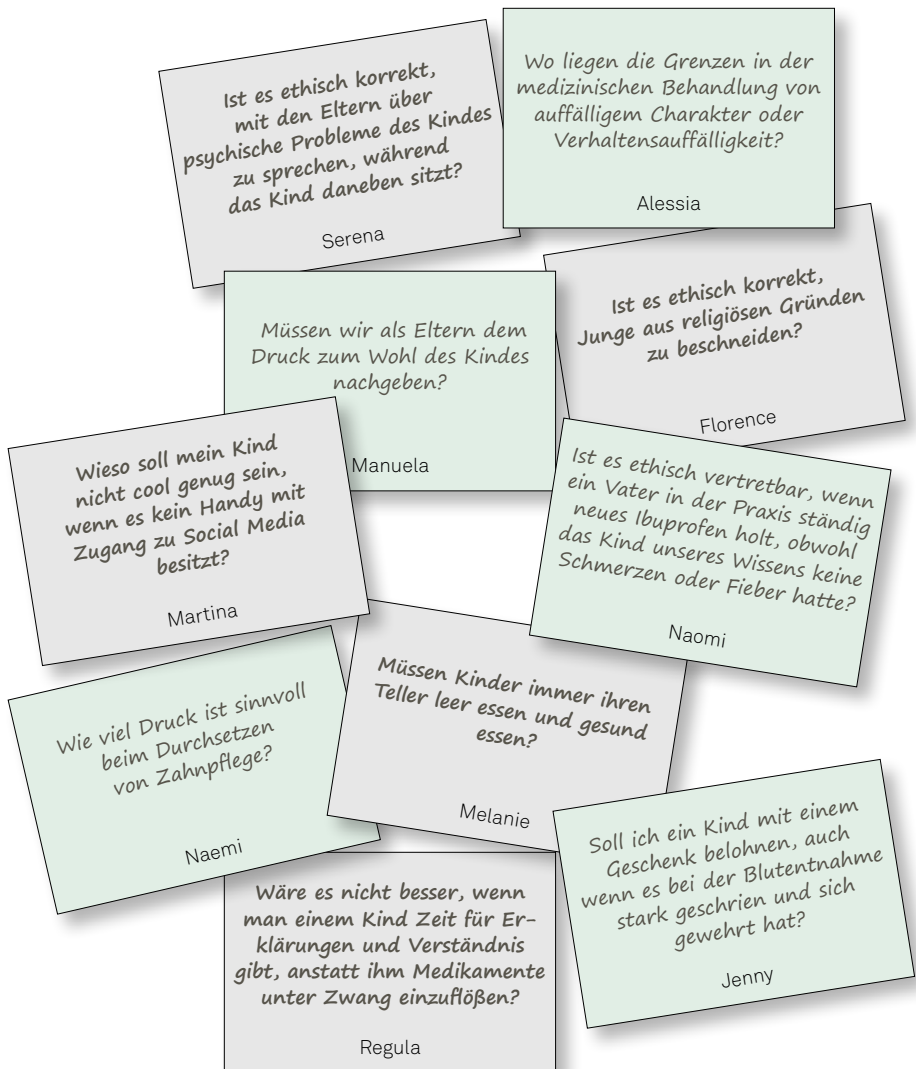 Ist es ethisch korrekt,
mit den Eltern über
psychische Probleme des Kindes
zu sprechen, während
das Kind daneben sitzt?
Serena
Wo liegen die Grenzen in der
medizinischen Behandlung von
auffälligem Charakter oder
Verhaltensauffälligkeit?
Alessia
Müssen wir als Eltern dem
Druck zum Wohl des Kindes
nachgeben?
Manuela
Ist es ethisch korrekt,
Junge aus religiösen Gründen
zu beschneiden?
Florence
Wieso soll mein Kind
nicht cool genug sein,
wenn es kein Handy mit
Zugang zu Social Media
besitzt?
Martina
Ist es ethisch vertretbar, wenn
ein Vater in der Praxis ständig
neues Ibuprofen holt, obwohl
das Kind unseres Wissens keine
Schmerzen oder Fieber hatte?
Naomi
Müssen Kinder immer ihren
Teller leer essen und gesund
essen?
Melanie
Wie viel Druck ist sinnvoll
beim Durchsetzen
von Zahnpflege?
Naemi
Soll ich ein Kind mit einem
Geschenk belohnen, auch
wenn es bei der Blutentnahme
stark geschrien und sich
gewehrt hat?
Jenny
Wäre es nicht besser, wenn
man einem Kind Zeit für Er-
klärungen und Verständnis
gibt, anstatt ihm Medikamente
unter Zwang einzuflößen?
Regula